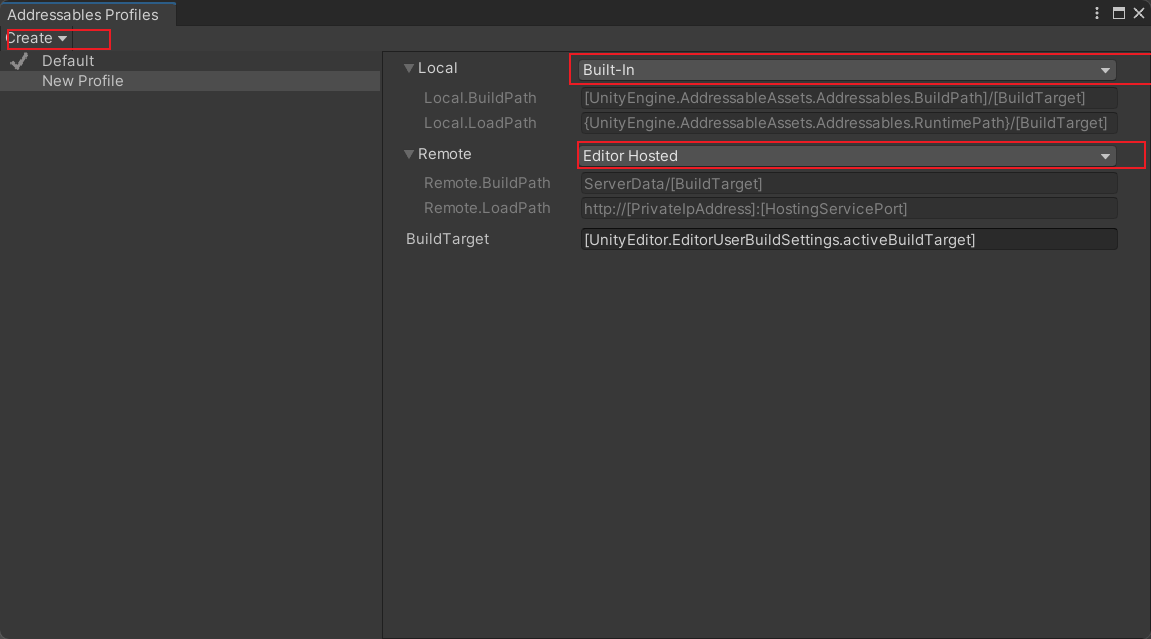 Addressables Profiles
Create
Default
New Profile
Local
Built-In
Local.BuildPath
[UnityEngine.AddressableAssets.Addressables.BuildPath]/[BuildTarget]
Local.LoadPath
{UnityEngine.AddressableAssets.Addressables.RuntimePath}/[BuildTarget]
Remote
Editor Hosted
Remote.BuildPath
ServerData/[BuildTarget]
Remote.LoadPath
http://[PrivateIpAddress]:[HostingServicePort]
BuildTarget
[UnityEditor.EditorUserBuildSettings.activeBuildTarget]